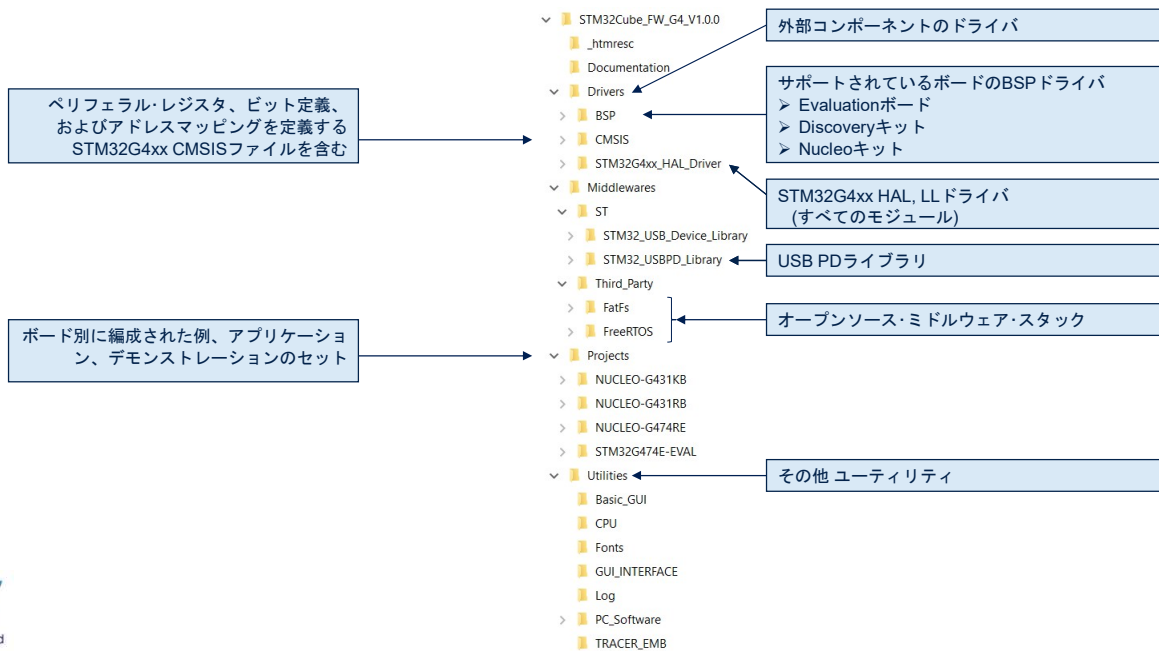 STM32Cube_FW_G4_V1.0.0
_htmresc
Documentation
Drivers
BSP
CMSIS
STM32G4xx_HAL_Driver
Middlewares
ST
STM32_USB_Device_Library
STM32_USBPD_Library
Third_Party
FatFs
FreeRTOS
Projects
NUCLEO-G431KB
NUCLEO-G431RB
NUCLEO-G474RE
STM32G474E-EVAL
Utilities
Basic_GUI
CPU
Fonts
GUI_INTERFACE
Log
PC_Software
TRACER_EMB
ペリフェラル･レジスタ、ビット定義、
およびアドレスマッピングを定義する
STM32G4xx CMSISファイルを含む
ボード別に編成された例、アプリケーショ
ン、デモンストレーションのセット
外部コンポーネントのドライバ
サポートされているボードのBSPドライバ
➢ Evaluationボード
➢ Discoveryキット
➢ Nucleoキット
STM32G4xx HAL, LLドライバ
(すべてのモジュール)
USB PDライブラリ
オープンソース･ミドルウェア･スタック
その他 ユーティリティ